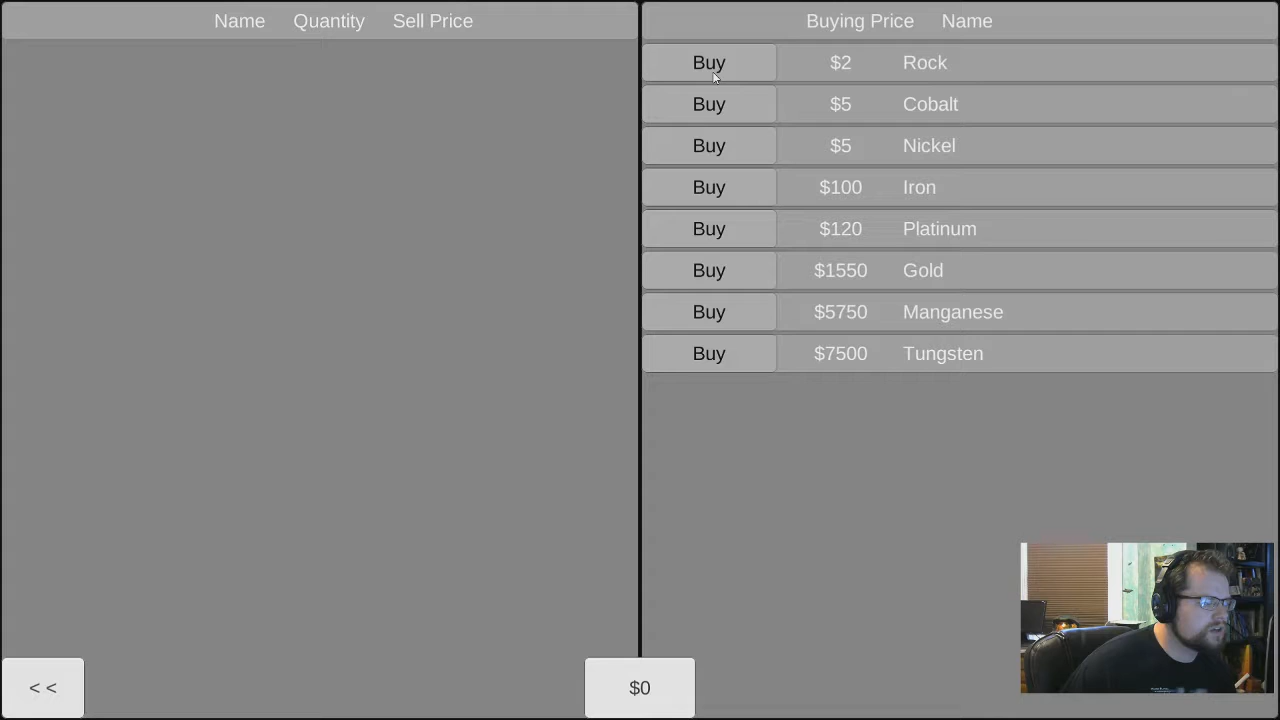 Name Quantity Sell Price
Buying Price Name
Buy $2 Rock
Buy $5 Cobalt
Buy $5 Nickel
Buy $100 Iron
Buy $120 Platinum
Buy $1550 Gold
Buy $5750 Manganese
Buy $7500 Tungsten
< <
$0